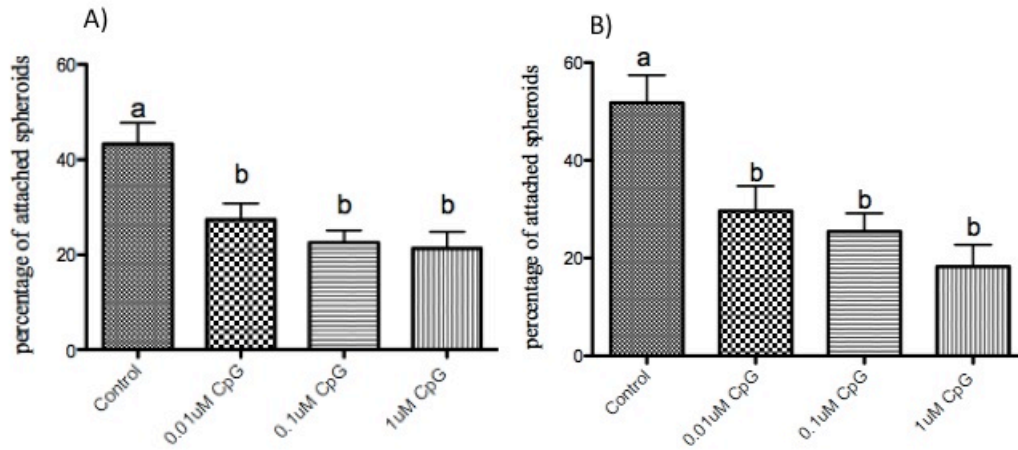 A)
percentage of attached spheroids
60
40
20
0
a
b
b
b
Control
0.01uM CpG
0.1uM CpG
1uM CpG
B)
percentage of attached spheroids
60
40
20
0
a
b
b
b
Control
0.01uM CpG
0.1uM CpG
1uM CpG